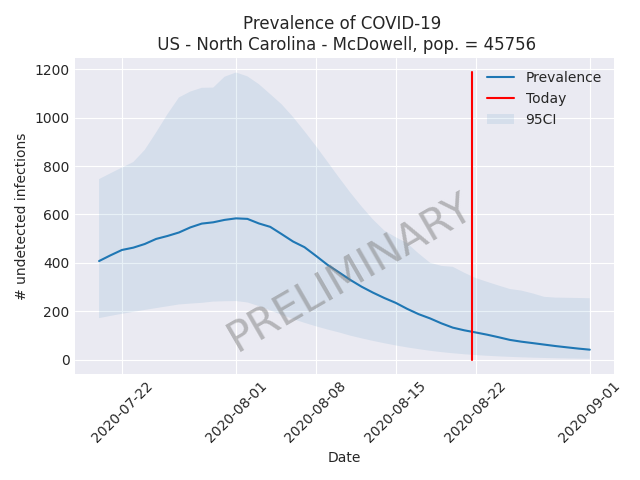 Prevalence of COVID-19
US - North Carolina - McDowell, pop. = 45756
# undetected infections
1200
1000
800
600
400
200
0
Prevalence
Today
95CI
PRELIMINARY
2020-07-22
2020-08-01
2020-08-08
2020-08-15
2020-08-22
2020-09-01
Date